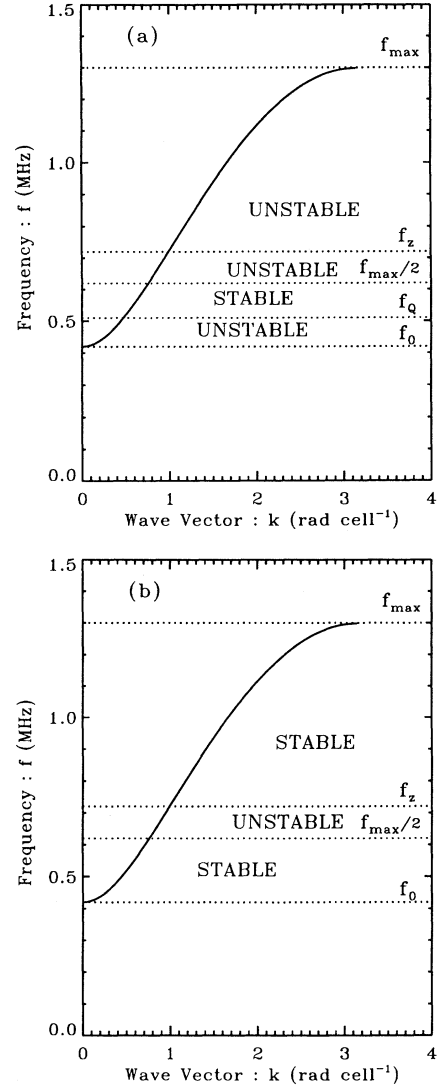 (a)
1.5
f_max
1.0
UNSTABLE
f_z
UNSTABLE f_max/2
STABLE f_Q
0.5
UNSTABLE f_0
0.0
0 1 2 3 4
Frequency : f (MHz)
Wave Vector : k (rad cell⁻¹)
(b)
1.5
f_max
1.0
STABLE
f_z
UNSTABLE f_max/2
0.5
STABLE f_0
0.0
0 1 2 3 4
Frequency : f (MHz)
Wave Vector : k (rad cell⁻¹)